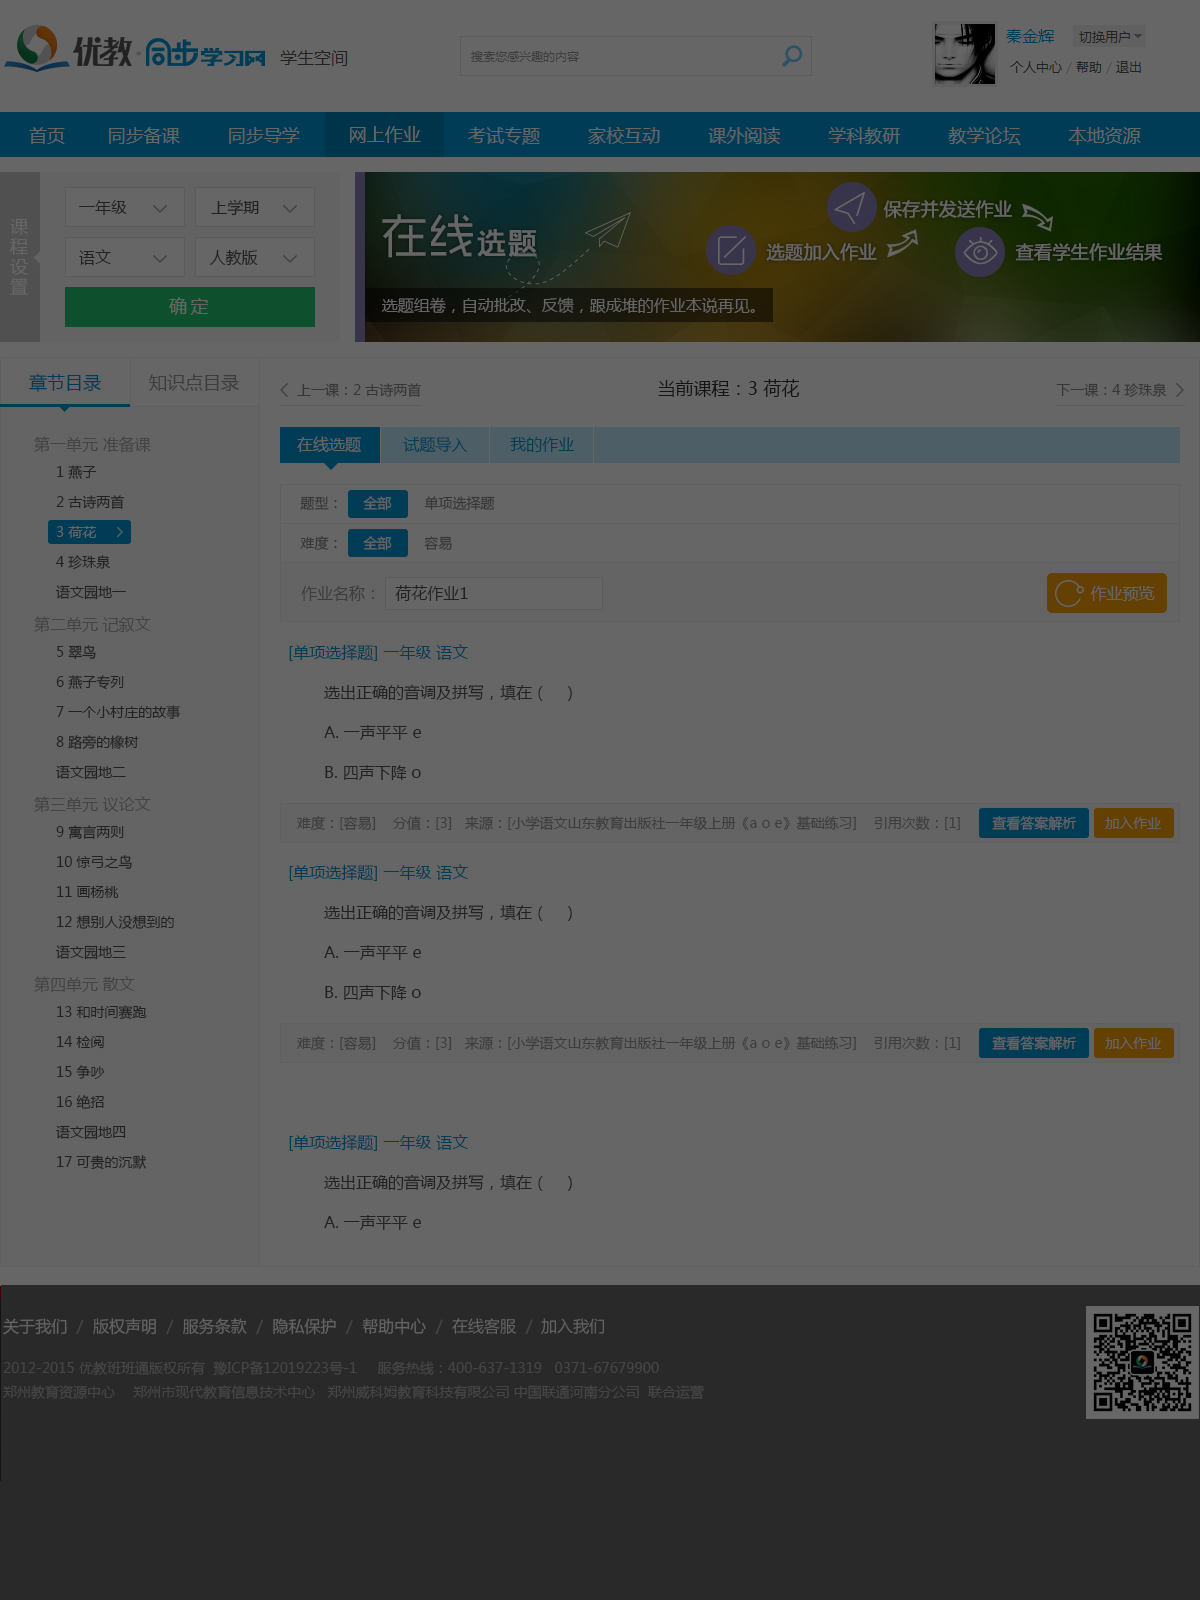 优教·同步学习网 学生空间
搜索您感兴趣的内容
秦金辉 切换用户
个人中心 / 帮助 / 退出
首页 同步备课 同步导学 网上作业 考试专题 家校互动 课外阅读 学科教研 教学论坛 本地资源
课程设置
一年级 上学期
语文 人教版
确定
在线选题
保存并发送作业
选题加入作业
查看学生作业结果
选题组卷，自动批改、反馈，跟成堆的作业本说再见。
章节目录 知识点目录
第一单元 准备课
1 燕子
2 古诗两首
3 荷花
4 珍珠泉
语文园地一
第二单元 记叙文
5 翠鸟
6 燕子专列
7 一个小村庄的故事
8 路旁的橡树
语文园地二
第三单元 议论文
9 寓言两则
10 惊弓之鸟
11 画杨桃
12 想别人没想到的
语文园地三
第四单元 散文
13 和时间赛跑
14 检阅
15 争吵
16 绝招
语文园地四
17 可贵的沉默
上一课：2 古诗两首
当前课程：3 荷花
下一课：4 珍珠泉
在线选题 试题导入 我的作业
题型： 全部 单项选择题
难度： 全部 容易
作业名称： 荷花作业1
作业预览
[单项选择题] 一年级 语文
选出正确的音调及拼写，填在（ ）
A. 一声平平 e
B. 四声下降 o
难度：[容易] 分值：[3] 来源：[小学语文山东教育出版社一年级上册《a o e》基础练习] 引用次数：[1] 查看答案解析 加入作业
[单项选择题] 一年级 语文
选出正确的音调及拼写，填在（ ）
A. 一声平平 e
B. 四声下降 o
难度：[容易] 分值：[3] 来源：[小学语文山东教育出版社一年级上册《a o e》基础练习] 引用次数：[1] 查看答案解析 加入作业
[单项选择题] 一年级 语文
选出正确的音调及拼写，填在（ ）
A. 一声平平 e
关于我们 / 版权声明 / 服务条款 / 隐私保护 / 帮助中心 / 在线客服 / 加入我们
2012-2015 优教班班通版权所有 豫ICP备12019223号-1 服务热线：400-637-1319 0371-67679900
郑州教育资源中心 郑州市现代教育信息技术中心 郑州威科姆教育科技有限公司 中国联通河南分公司 联合运营